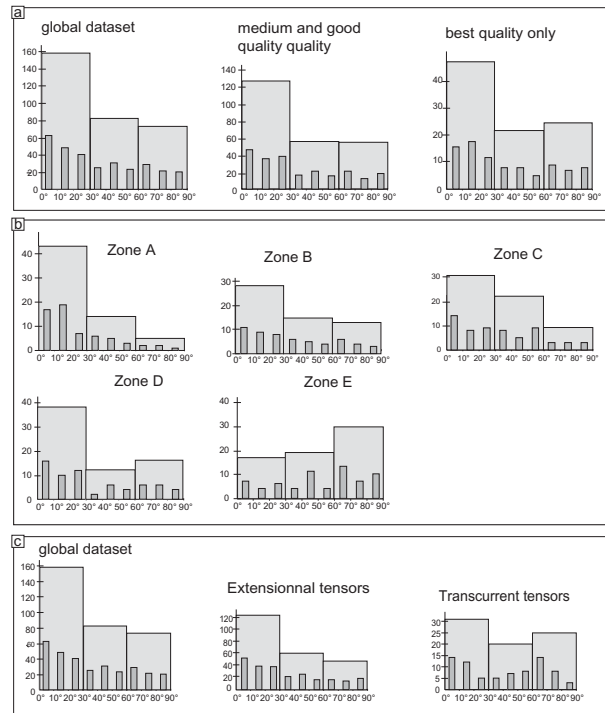 a
global dataset
medium and good
quality quality
best quality only
160
140
120
100
80
60
40
20
0
0° 10° 20° 30° 40° 50° 60° 70° 80° 90°
140
120
100
80
60
40
20
0
0° 10° 20° 30° 40° 50° 60° 70° 80° 90°
40
30
20
10
0
0° 10° 20° 30° 40° 50° 60° 70° 80° 90°
b
Zone A
Zone B
Zone C
40
30
20
10
0
0° 10° 20° 30° 40° 50° 60° 70° 80° 90°
30
20
10
0
0° 10° 20° 30° 40° 50° 60° 70° 80° 90°
30
20
10
0
0° 10° 20° 30° 40° 50° 60° 70° 80° 90°
Zone D
Zone E
40
30
20
10
0
0° 10° 20° 30° 40° 50° 60° 70° 80° 90°
40
30
20
10
0
0° 10° 20° 30° 40° 50° 60° 70° 80° 90°
c
global dataset
Extensionnal tensors
Transcurrent tensors
160
140
120
100
80
60
40
20
0
0° 10° 20° 30° 40° 50° 60° 70° 80° 90°
120
100
80
60
40
20
0
0° 10° 20° 30° 40° 50° 60° 70° 80° 90°
30
25
20
15
10
5
0
0° 10° 20° 30° 40° 50° 60° 70° 80° 90°